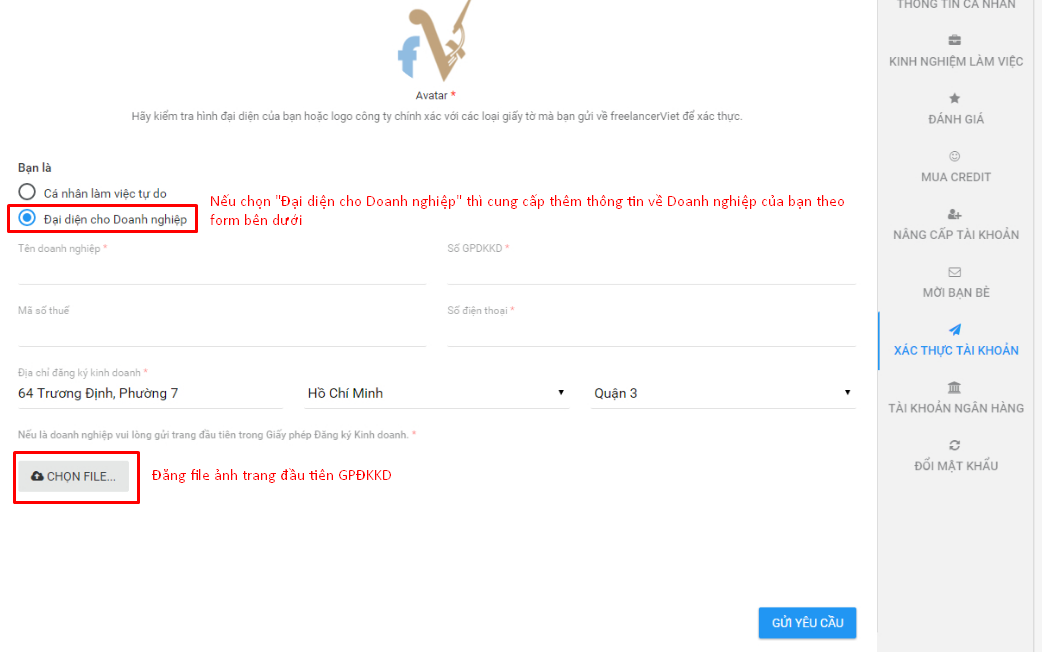 Avatar *
Hãy kiểm tra hình đại diện của bạn hoặc logo công ty chính xác với các loại giấy tờ mà bạn gửi về freelancerViet để xác thực.
Bạn là
Cá nhân làm việc tự do
Đại diện cho Doanh nghiệp
Nếu chọn "Đại diện cho Doanh nghiệp" thì cung cấp thêm thông tin về Doanh nghiệp của bạn theo
form bên dưới
Tên doanh nghiệp *
Số GPDKKD *
Mã số thuế
Số điện thoại *
Địa chỉ đăng ký kinh doanh *
64 Trương Định, Phường 7
Hồ Chí Minh
Quận 3
Nếu là doanh nghiệp vui lòng gửi trang đầu tiên trong Giấy phép Đăng ký Kinh doanh. *
CHỌN FILE...
Đăng file ảnh trang đầu tiên GPĐKKD
GỬI YÊU CẦU
THÔNG TIN CÁ NHÂN
KINH NGHIỆM LÀM VIỆC
ĐÁNH GIÁ
MUA CREDIT
NÂNG CẤP TÀI KHOẢN
MỜI BẠN BÈ
XÁC THỰC TÀI KHOẢN
TÀI KHOẢN NGÂN HÀNG
ĐỔI MẬT KHẨU